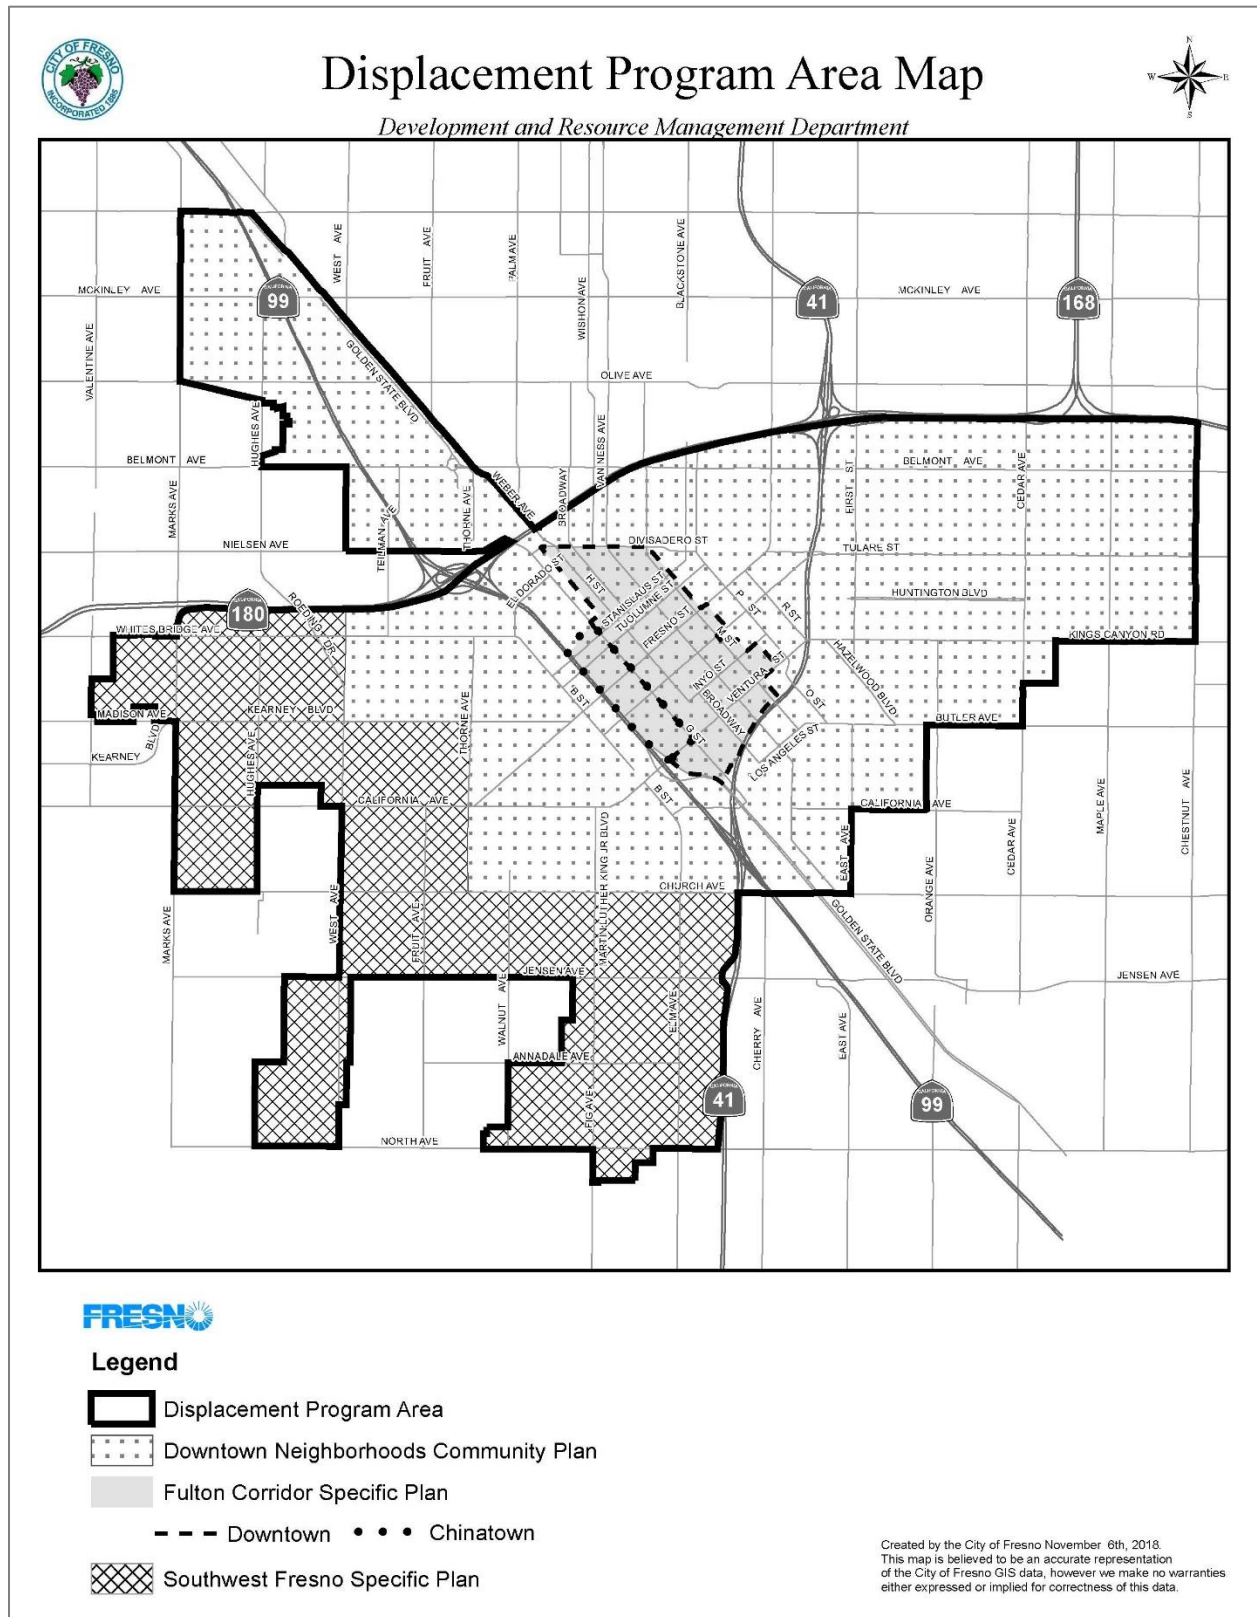 CITY OF FRESNO
INCORPORATED 1885
Displacement Program Area Map
Development and Resource Management Department
N
W
E
S
WEST AVE
FRUIT AVE
PALM AVE
WISHON AVE
BLACKSTONE AVE
MCKINLEY AVE
CALIFORNIA
99
CALIFORNIA
41
MCKINLEY AVE
CALIFORNIA
168
VALENTINE AVE
GOLDEN STATE BLVD
OLIVE AVE
HUGHES AVE
VAN NESS AVE
BELMONT AVE
BROADWAY
FIRST ST
BELMONT AVE
CEDAR AVE
MARKS AVE
THORNE AVE
WEBER AVE
TEILMAN AVE
NIELSEN AVE
DIVISADERO ST
TULARE ST
ELDORADO ST
H ST
STANISLAUS ST
TUOLUMNE ST
P ST
R ST
HUNTINGTON BLVD
ROEDING DR
CALIFORNIA
180
FRESNO ST
M ST
WHITES BRIDGE AVE
KINGS CANYON RD
HAZELWOOD BLVD
INYO ST
VENTURA ST
B ST
BROADWAY
O ST
MADISON AVE
KEARNEY BLVD
THORNE AVE
G ST
BUTLER AVE
KEARNEY BLVD
HUGHES AVE
LOS ANGELES ST
B ST
CALIFORNIA AVE
CALIFORNIA AVE
MAPLE AVE
CHESTNUT AVE
MARTIN LUTHER KING JR BLVD
EAST AVE
CEDAR AVE
ORANGE AVE
CHURCH AVE
MARKS AVE
WEST AVE
FRUIT AVE
GOLDEN STATE BLVD
JENSEN AVE
JENSEN AVE
WALNUT AVE
ELM AVE
CHERRY AVE
EAST AVE
ANNADALE AVE
FIG AVE
CALIFORNIA
41
CALIFORNIA
99
NORTH AVE
FRESNO
Legend
Displacement Program Area
Downtown Neighborhoods Community Plan
Fulton Corridor Specific Plan
Downtown
Chinatown
Southwest Fresno Specific Plan
Created by the City of Fresno November 6th, 2018.
This map is believed to be an accurate representation
of the City of Fresno GIS data, however we make no warranties
either expressed or implied for correctness of this data.